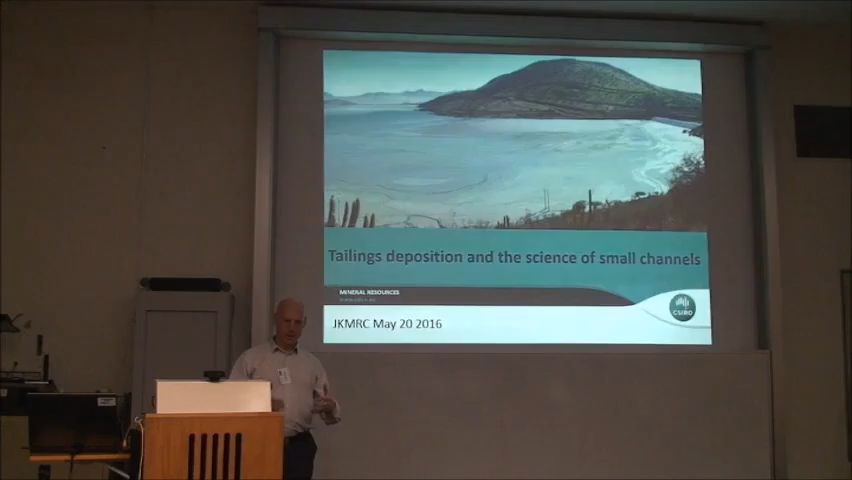 Tailings deposition and the science of small channels
MINERAL RESOURCES
CSIRO
JKMRC May 20 2016